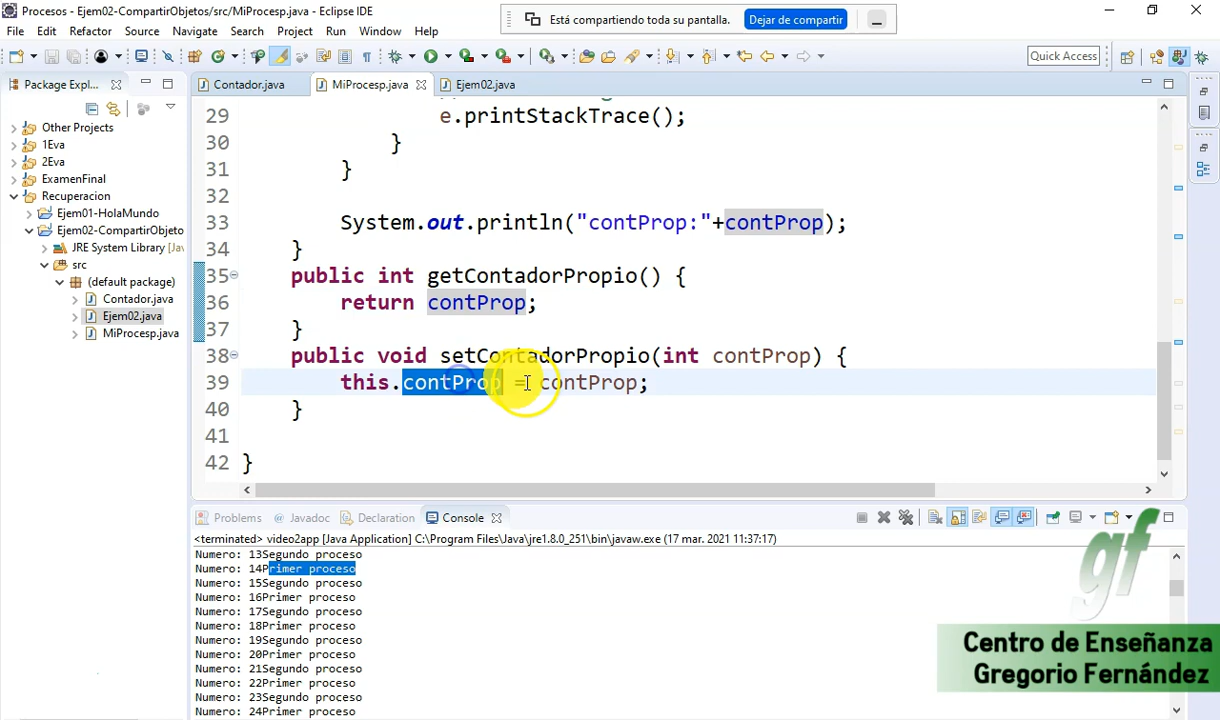 Procesos - Ejem02-CompartirObjetos/src/MiProcesp.java - Eclipse IDE
Está compartiendo toda su pantalla.
Dejar de compartir
File Edit Refactor Source Navigate Search Project Run Window Help
Quick Access
Package Expl...
Contador.java
MiProcesp.java
Ejem02.java
Other Projects
1Eva
2Eva
ExamenFinal
Recuperacion
Ejem01-HolaMundo
Ejem02-CompartirObjeto
JRE System Library [Jav
src
(default package)
Contador.java
Ejem02.java
MiProcesp.java
29 e.printStackTrace();
30 }
31 }
32
33 System.out.println("contProp:"+contProp);
34 }
35 public int getContadorPropio() {
36 return contProp;
37 }
38 public void setContadorPropio(int contProp) {
39 this.contProp = contProp;
40 }
41
42 }
Problems
Javadoc
Declaration
Console
<terminated> video2app [Java Application] C:\Program Files\Java\jre1.8.0_251\bin\javaw.exe (17 mar. 2021 11:37:17)
Numero: 13Segundo proceso
Numero: 14Primer proceso
Numero: 15Segundo proceso
Numero: 16Primer proceso
Numero: 17Segundo proceso
Numero: 18Primer proceso
Numero: 19Segundo proceso
Numero: 20Primer proceso
Numero: 21Segundo proceso
Numero: 22Primer proceso
Numero: 23Segundo proceso
Numero: 24Primer proceso
gf
Centro de Enseñanza
Gregorio Fernández